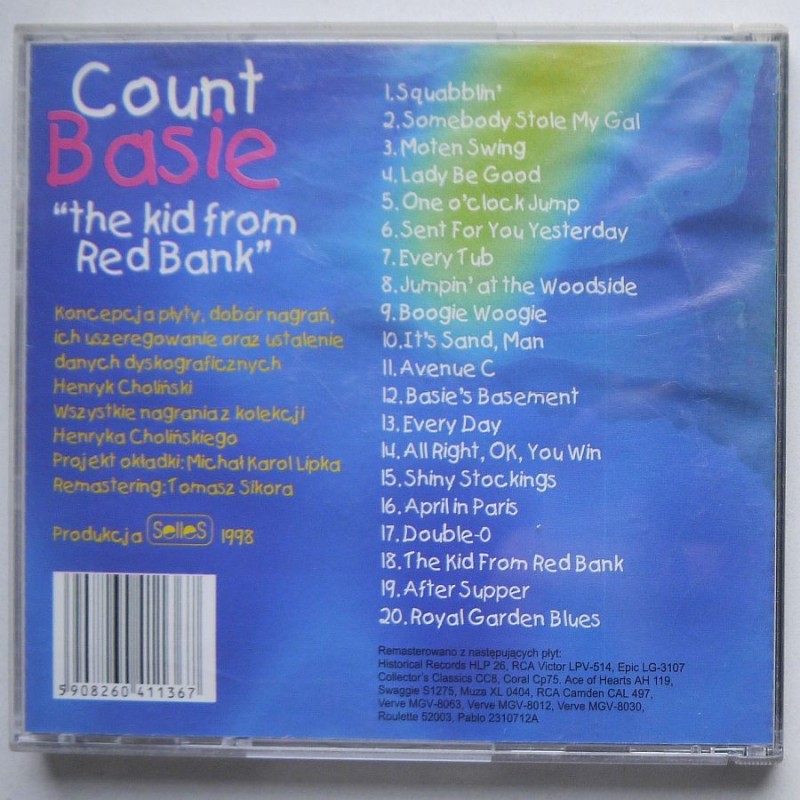 Count
Basie
"the kid from
Red Bank"
Koncepcja płyty, dobór nagrań,
ich uszeregowanie oraz ustalenie
danych dyskograficznych
Henryk Choliński
Wszystkie nagrania z kolekcji
Henryka Cholińskiego
Projekt okładki: Michał Karol Lipka
Remastering: Tomasz Sikora
Produkcja Selles 1998
5 908260 411367
1. Squabblin'
2. Somebody Stole My Gal
3. Moten Swing
4. Lady Be Good
5. One o'clock Jump
6. Sent For You Yesterday
7. Every Tub
8. Jumpin' at the Woodside
9. Boogie Woogie
10. It's Sand, Man
11. Avenue C
12. Basie's Basement
13. Every Day
14. All Right, OK, You Win
15. Shiny Stockings
16. April in Paris
17. Double-O
18. The Kid From Red Bank
19. After Supper
20. Royal Garden Blues
Remasterowano z następujących płyt:
Historical Records HLP 26, RCA Victor LPV-514, Epic LG-3107
Collector's Classics CC8, Coral Cp75. Ace of Hearts AH 119,
Swaggie S1275, Muza XL 0404, RCA Camden CAL 497,
Verve MGV-8063, Verve MGV-8012, Verve MGV-8030,
Roulette 52003, Pablo 2310712A